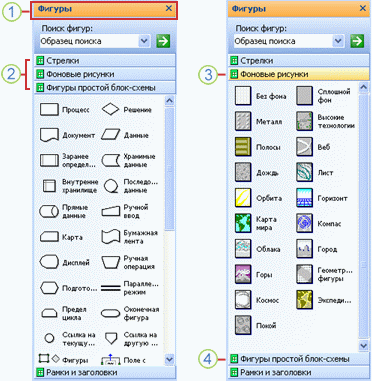 1
Фигуры
Поиск фигур:
Образец поиска
2
Стрелки
Фоновые рисунки
Фигуры простой блок-схемы
Процесс
Решение
Документ
Данные
Заранее определ...
Хранимые данные
Внутреннее хранилище
Последо... данные
Прямые данные
Ручной ввод
Карта
Бумажная лента
Дисплей
Ручная операция
Подгото...
Паралле... режим
Предел цикла
Оконечная фигура
Ссылка на текущу...
Ссылка на другую ...
Фигуры
Поле с
Рамки и заголовки
Фигуры
Поиск фигур:
Образец поиска
Стрелки
3
Фоновые рисунки
Без фона
Сплошной фон
Металл
Высокие технологии
Полосы
Веб
Дождь
Лист
Орбита
Горизонт
Карта мира
Компас
Облака
Город
Горы
Геометр... фигуры
Космос
Экспеди...
Покой
4
Фигуры простой блок-схемы
Рамки и заголовки